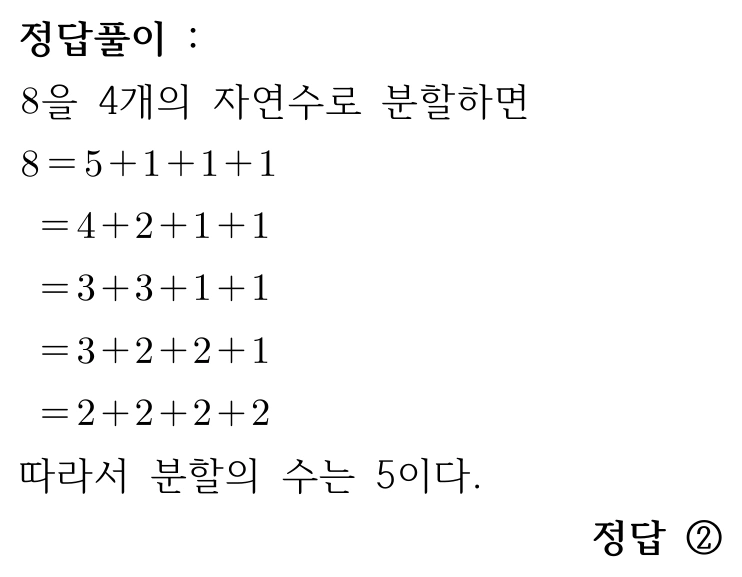 정답풀이 :
8을 4개의 자연수로 분할하면
8=5+1+1+1
=4+2+1+1
=3+3+1+1
=3+2+2+1
=2+2+2+2
따라서 분할의 수는 5이다.
정답 ②